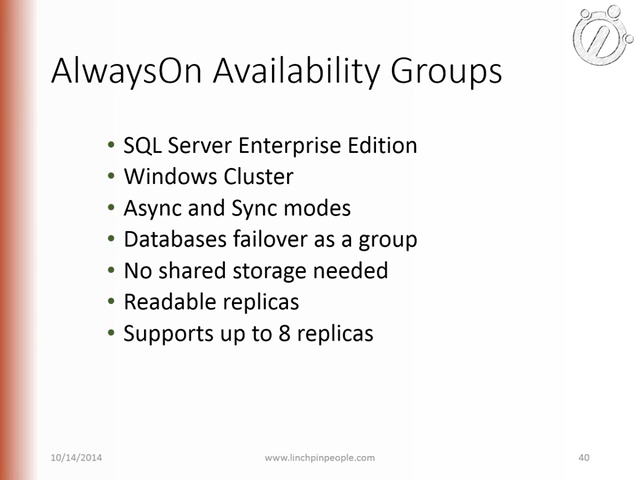 AlwaysOn Availability Groups
• SQL Server Enterprise Edition
• Windows Cluster
• Async and Sync modes
• Databases failover as a group
• No shared storage needed
• Readable replicas
• Supports up to 8 replicas
10/14/2014 www.linchpinpeople.com 40